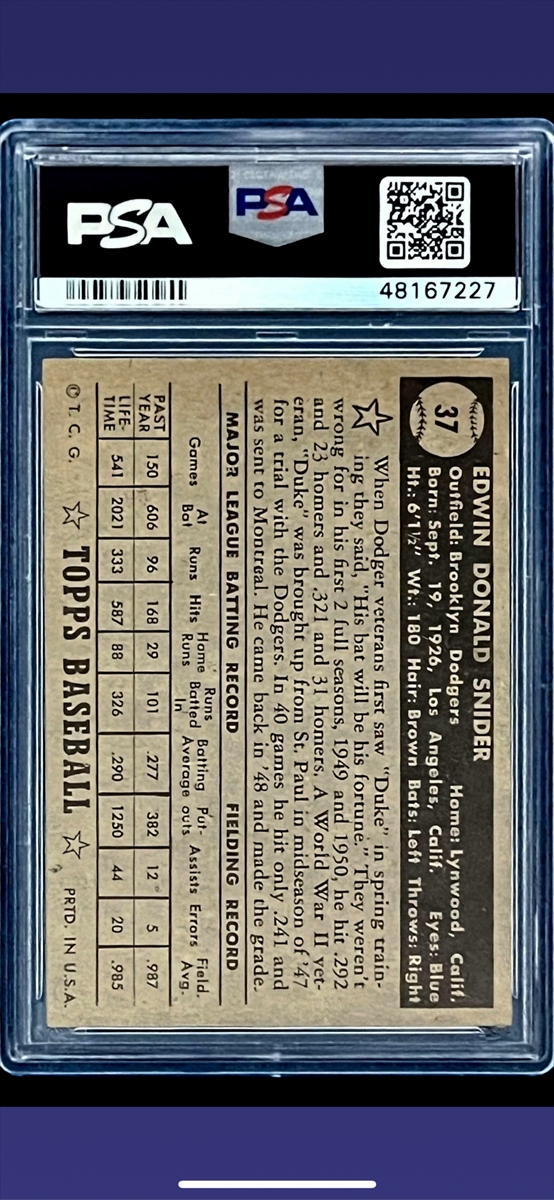 PSA
PSA
48167227
37
EDWIN DONALD SNIDER
Outfield: Brooklyn Dodgers Home: Lynwood, Calif.
Born: Sept. 19, 1926, Los Angeles, Calif. Eyes: Blue
Ht.: 6'1½" Wt.: 180 Hair: Brown Bats: Left Throws: Right
When Dodger veterans first saw "Duke" in spring train-
ing they said, "His bat will be his fortune." They weren't
wrong for in his first 2 full seasons, 1949 and 1950, he hit .292
and 23 homers and .321 and 31 homers. A World War II vet-
eran, "Duke" was brought up from St. Paul in midseason of '47
for a trial with the Dodgers. In 40 games he hit only .241 and
was sent to Montreal. He came back in '48 and made the grade.
MAJOR LEAGUE BATTING RECORD FIELDING RECORD
Games At Bat Runs Hits Home Runs Runs Batted In Batting Average Put-outs Assists Errors Field. Avg.
PAST YEAR 150 606 96 168 29 101 .277 382 12 5 .987
LIFE-TIME 541 2021 333 587 88 326 .290 1250 44 20 .985
© T. C. G. ☆ TOPPS BASEBALL ☆ PRTD. IN U.S.A.